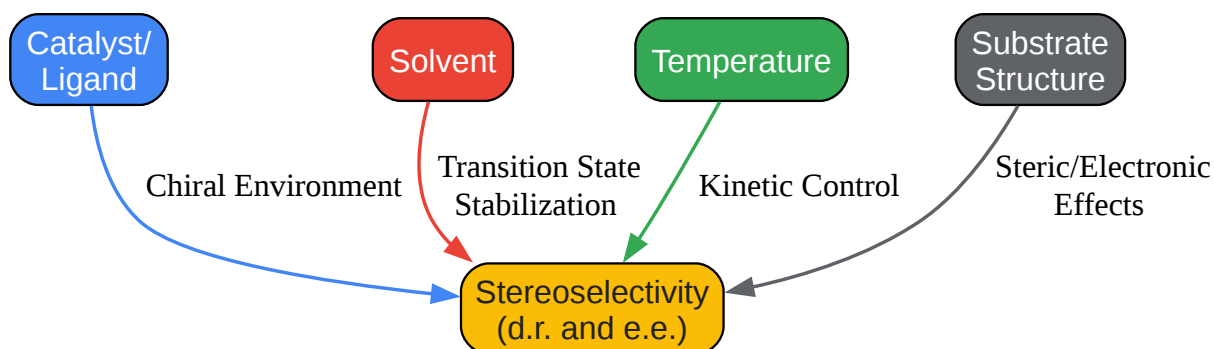 Catalyst/
Ligand
Solvent
Temperature
Substrate
Structure
Chiral Environment
Transition State
Stabilization
Kinetic Control
Steric/Electronic
Effects
Stereoselectivity
(d.r. and e.e.)